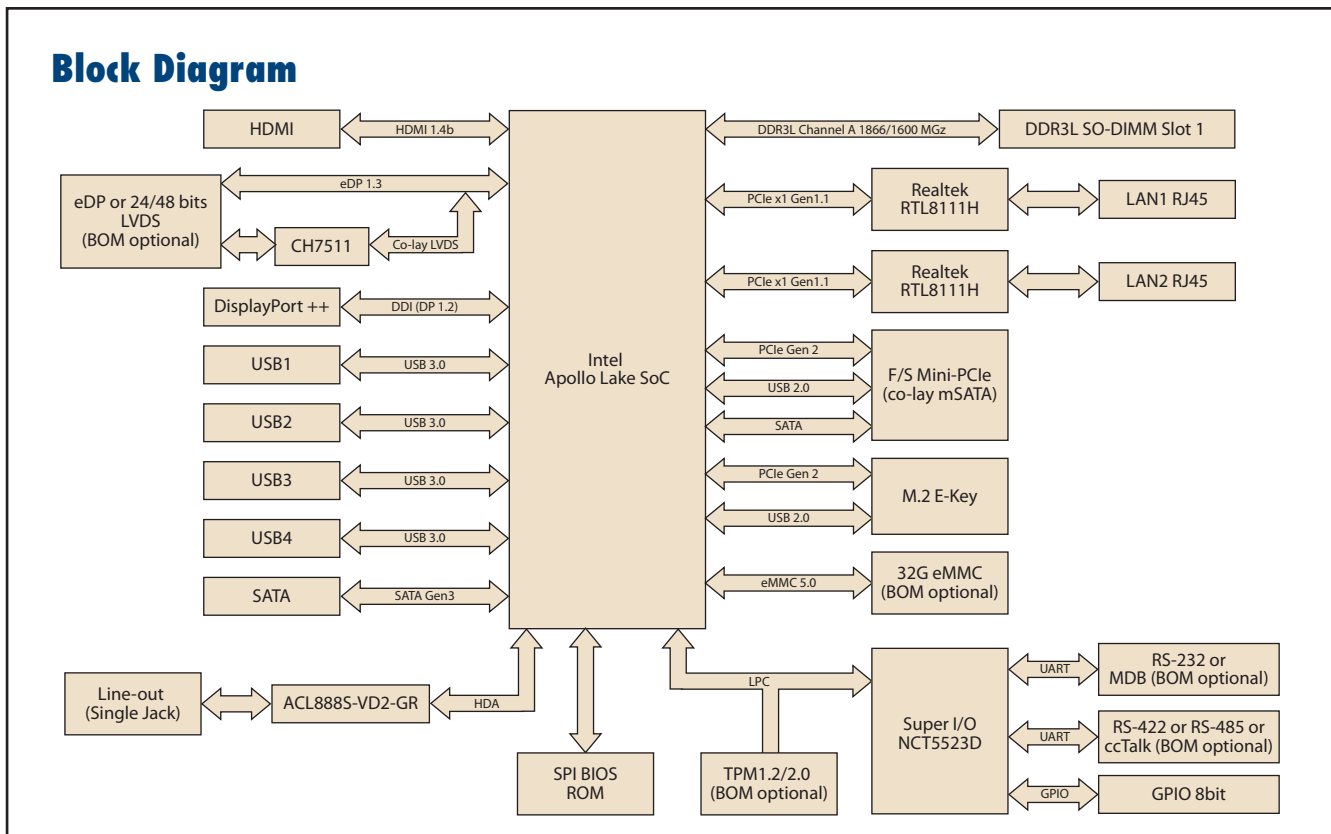 Block Diagram
HDMI
HDMI 1.4b
DDR3L Channel A 1866/1600 MGz
DDR3L SO-DIMM Slot 1
eDP or 24/48 bits
LVDS
(BOM optional)
eDP 1.3
CH7511
Co-lay LVDS
PCIe x1 Gen1.1
Realtek
RTL8111H
LAN1 RJ45
PCIe x1 Gen1.1
Realtek
RTL8111H
LAN2 RJ45
DisplayPort ++
DDI (DP 1.2)
USB1
USB 3.0
USB2
USB 3.0
USB3
USB 3.0
USB4
USB 3.0
SATA
SATA Gen3
Intel
Apollo Lake SoC
PCIe Gen 2
USB 2.0
SATA
F/S Mini-PCIe
(co-lay mSATA)
PCIe Gen 2
USB 2.0
M.2 E-Key
eMMC 5.0
32G eMMC
(BOM optional)
Line-out
(Single Jack)
ACL888S-VD2-GR
HDA
SPI BIOS
ROM
LPC
TPM1.2/2.0
(BOM optional)
Super I/O
NCT5523D
UART
RS-232 or
MDB (BOM optional)
UART
RS-422 or RS-485 or
ccTalk (BOM optional)
GPIO
GPIO 8bit